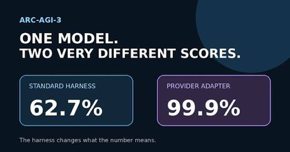 ARC-AGI-3
ONE MODEL.
TWO VERY DIFFERENT SCORES.
STANDARD HARNESS
62.7%
PROVIDER ADAPTER
99.9%
The harness changes what the number means.